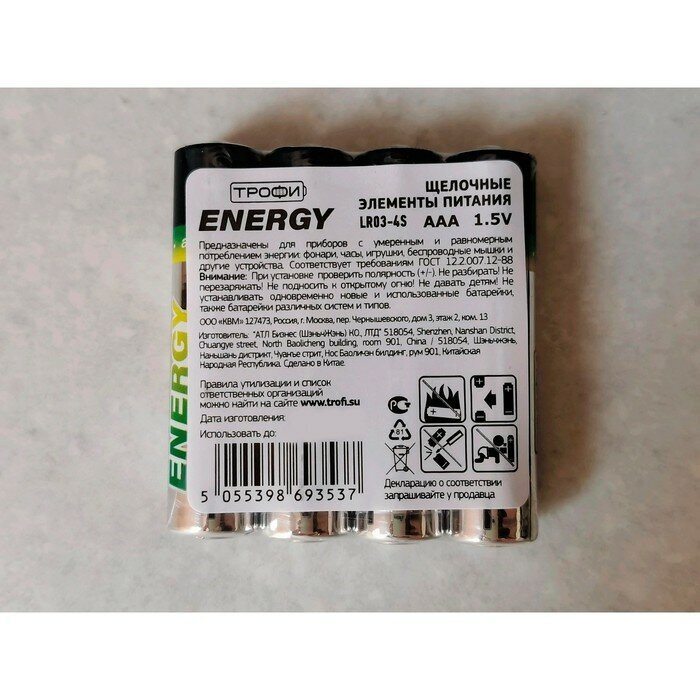 ТРОФИ
ENERGY
ЩЕЛОЧНЫЕ
ЭЛЕМЕНТЫ ПИТАНИЯ
LR03-4S AAA 1.5V
Предназначены для приборов с умеренным и равномерным
потреблением энергии: фонари, часы, игрушки, беспроводные мышки и
другие устройства. Соответствует требованиям ГОСТ 12.2.007.12-88
Внимание: При установке проверить полярность (+/-). Не разбирать! Не
перезаряжать! Не подносить к открытому огню! Не давать детям! Не
устанавливать одновременно новые и использованные батарейки,
также батарейки различных систем и типов.
ООО «КВМ» 127473, Россия, г. Москва, пер. Чернышевского, дом 3, этаж 2, ком. 13
Изготовитель: "АТЛ Бизнес (Шэньчжэнь) КО., ЛТД" 518054, Shenzhen, Nanshan District,
Chuangye street, North Baolicheng building, room 901, China / 518054, Шэньчжэнь,
Наньшань дистрикт, Чуанъе стрит, Нос Баоличэн билдинг, рум 901, Китайская
Народная Республика. Сделано в Китае.
Правила утилизации и список
ответственных организаций
можно найти на сайте www.trofi.su
Дата изготовления:
Использовать до:
81
5 055398 693537
Декларацию о соответствии
запрашивайте у продавца
ENERGY